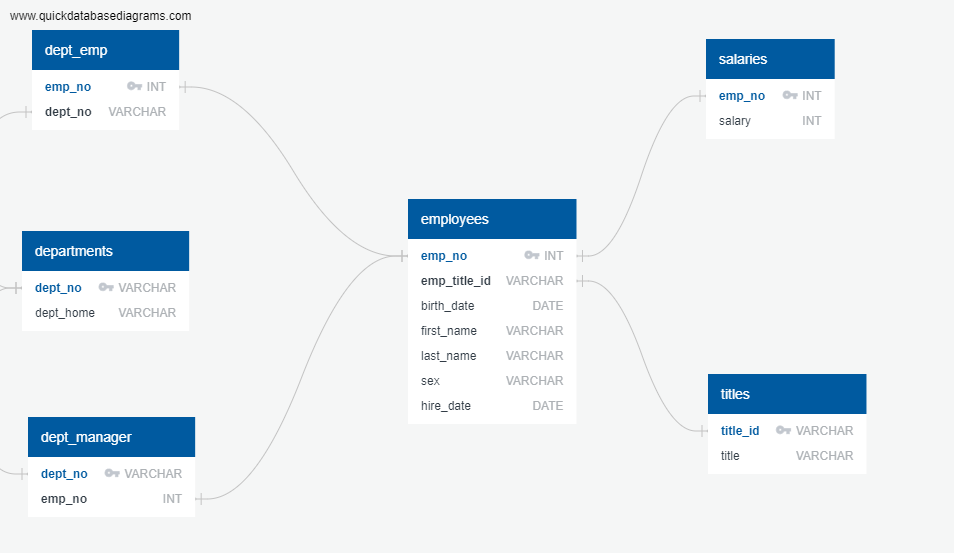 www.quickdatabasediagrams.com
dept_emp
emp_no INT
dept_no VARCHAR
departments
dept_no VARCHAR
dept_home VARCHAR
dept_manager
dept_no VARCHAR
emp_no INT
employees
emp_no INT
emp_title_id VARCHAR
birth_date DATE
first_name VARCHAR
last_name VARCHAR
sex VARCHAR
hire_date DATE
salaries
emp_no INT
salary INT
titles
title_id VARCHAR
title VARCHAR